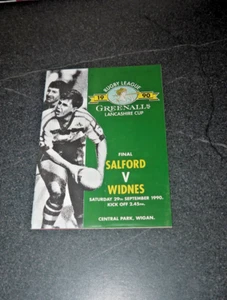 RUGBY LEAGUE
19 90
GREENALLS
LANCASHIRE CUP
FINAL
SALFORD
V
WIDNES
SATURDAY 29th SEPTEMBER 1990.
KICK OFF 2.45pm.
CENTRAL PARK, WIGAN.